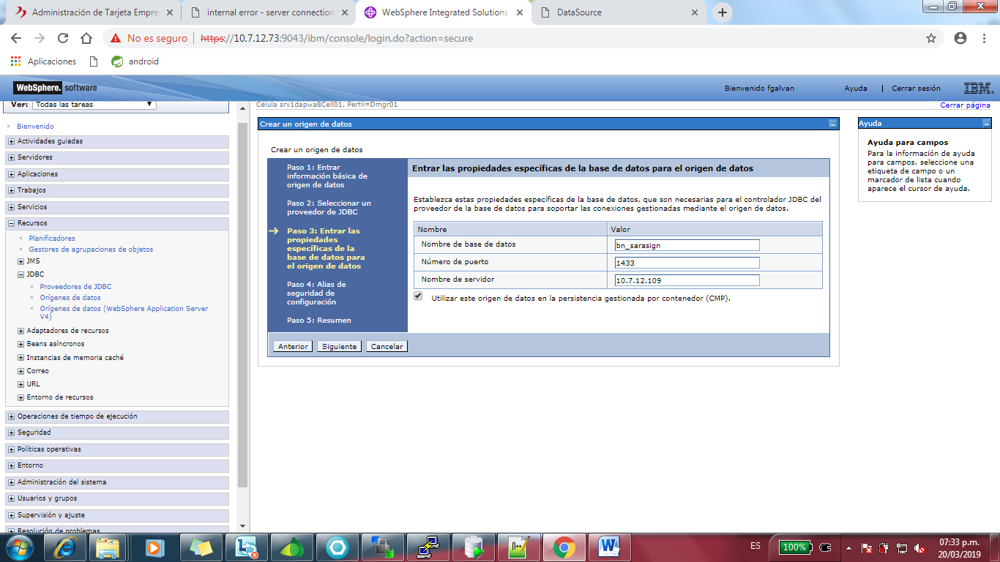 Administración de Tarjeta Empre
internal error - server connection
WebSphere Integrated Solutions
DataSource
No es seguro
https://10.7.12.73:9043/ibm/console/login.do?action=secure
Aplicaciones
android
WebSphere. software
Bienvenido fgalvan
Ayuda
Cerrar sesión
IBM.
Ver: Todas las tareas
Célula srv1dapwa8Cell01, Perfil=Dmgr01
Cerrar página
Bienvenido
Actividades guiadas
Servidores
Aplicaciones
Trabajos
Servicios
Recursos
Planificadores
Gestores de agrupaciones de objetos
JMS
JDBC
Proveedores de JDBC
Orígenes de datos
Orígenes de datos (WebSphere Application Server
V4)
Adaptadores de recursos
Beans asíncronos
Instancias de memoria caché
Correo
URL
Entorno de recursos
Operaciones de tiempo de ejecución
Seguridad
Políticas operativas
Entorno
Administración del sistema
Usuarios y grupos
Supervisión y ajuste
Resolución de problemas
Crear un origen de datos
Crear un origen de datos
Paso 1: Entrar
información básica de
origen de datos
Paso 2: Seleccionar un
proveedor de JDBC
Paso 3: Entrar las
propiedades
específicas de la
base de datos para
el origen de datos
Paso 4: Alias de
seguridad de
configuración
Paso 5: Resumen
Entrar las propiedades específicas de la base de datos para el origen de datos
Establezca estas propiedades específicas de la base de datos, que son necesarias para el controlador JDBC del
proveedor de la base de datos para soportar las conexiones gestionadas mediante el origen de datos.
Nombre
Valor
Nombre de base de datos
bn_sarasign
Número de puerto
1433
Nombre de servidor
10.7.12.109
Utilizar este origen de datos en la persistencia gestionada por contenedor (CMP).
Anterior
Siguiente
Cancelar
Ayuda
Ayuda para campos
Para la información de ayuda
para campos, seleccione una
etiqueta de campo o un
marcador de lista cuando
aparece el cursor de ayuda.
ES
100%
07:33 p.m.
20/03/2019